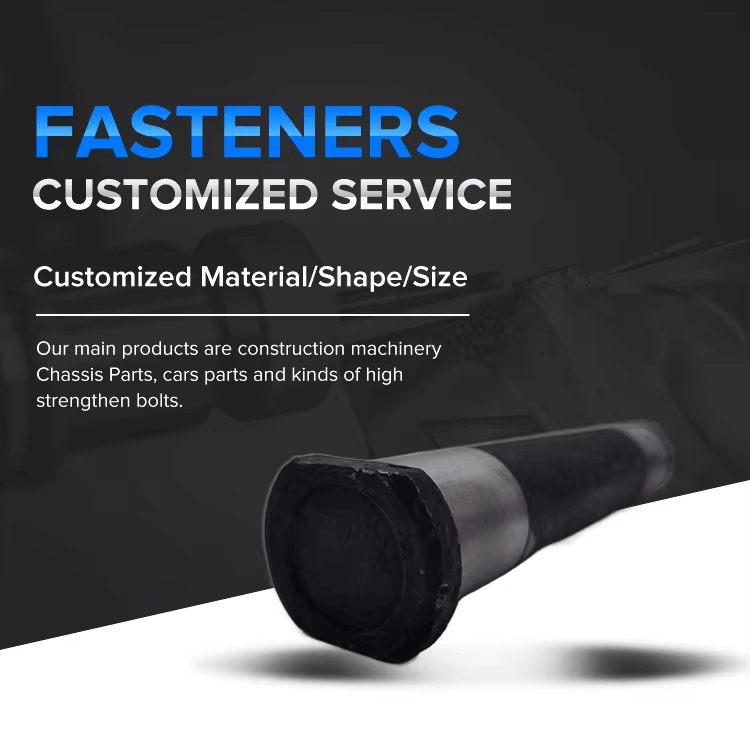 FASTENERS
CUSTOMIZED SERVICE
Customized Material/Shape/Size
Our main products are construction machinery
Chassis Parts, cars parts and kinds of high
strengthen bolts.